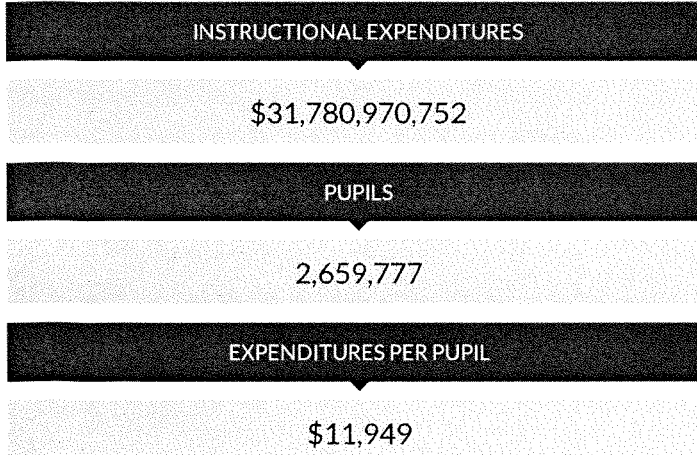 INSTRUCTIONAL EXPENDITURES
$31,780,970,752
PUPILS
2,659,777
EXPENDITURES PER PUPIL
$11,949